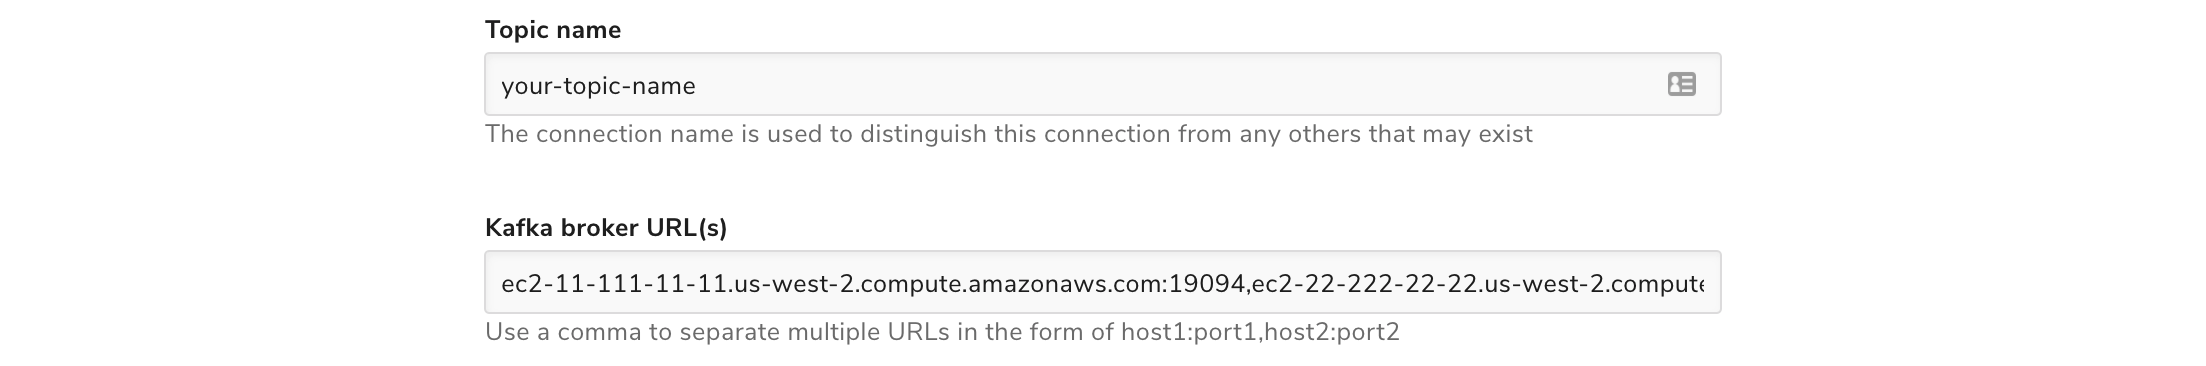 Topic name
your-topic-name
The connection name is used to distinguish this connection from any others that may exist
Kafka broker URL(s)
ec2-11-111-11-11.us-west-2.compute.amazonaws.com:19094,ec2-22-222-22-22.us-west-2.compute
Use a comma to separate multiple URLs in the form of host1:port1,host2:port2